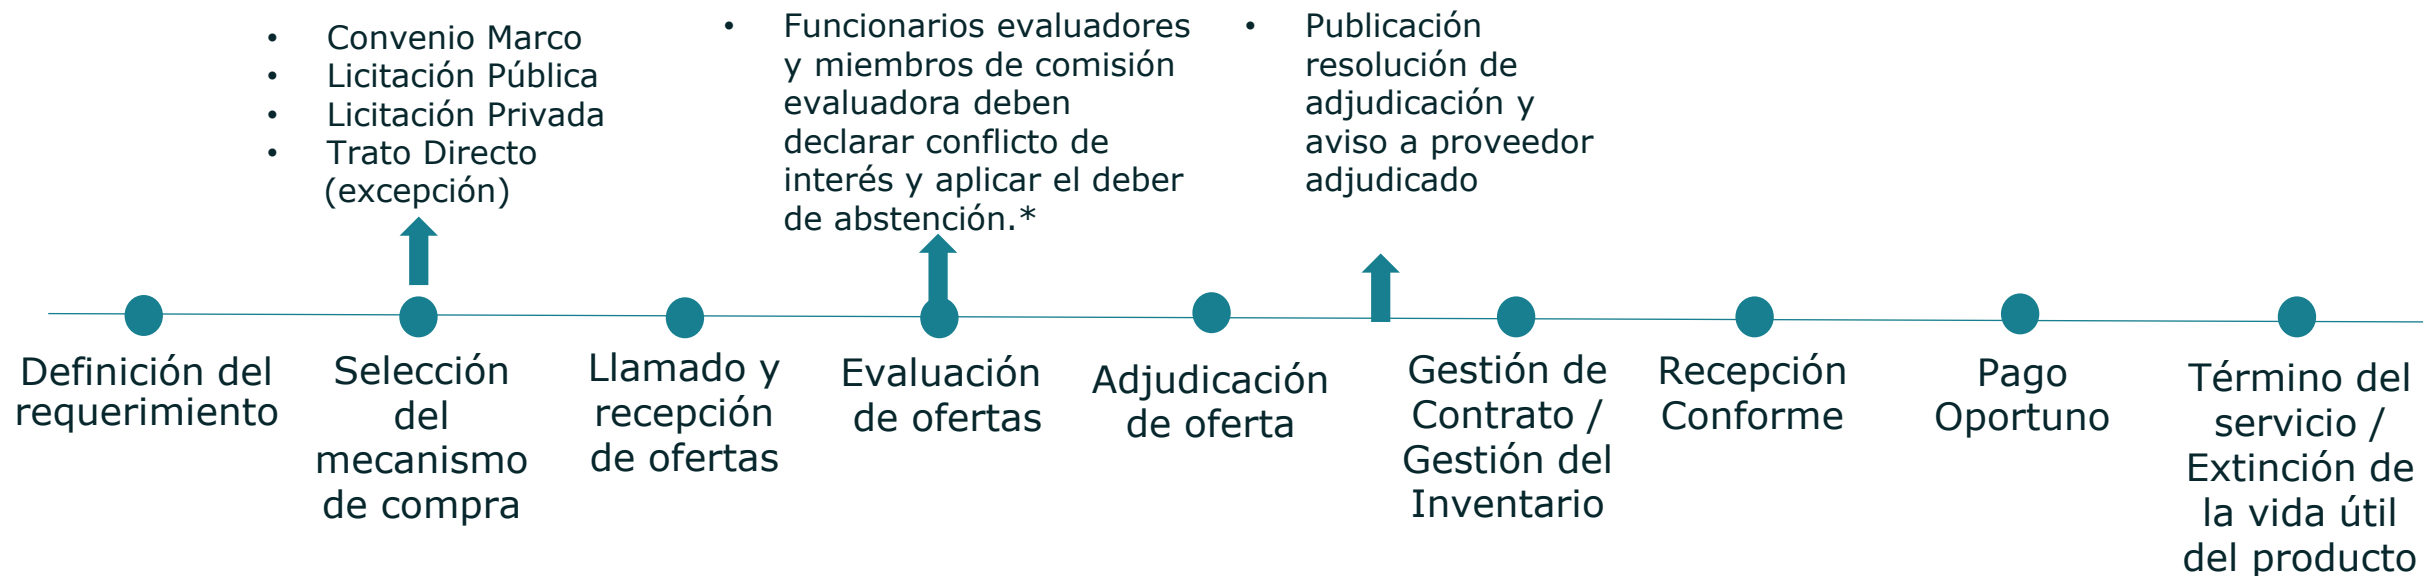 • Convenio Marco
• Licitación Pública
• Licitación Privada
• Trato Directo
(excepción)
• Funcionarios evaluadores
y miembros de comisión
evaluadora deben
declarar conflicto de
interés y aplicar el deber
de abstención.*
• Publicación
resolución de
adjudicación y
aviso a proveedor
adjudicado
Definición del
requerimiento
Selección
del
mecanismo
de compra
Llamado y
recepción
de ofertas
Evaluación
de ofertas
Adjudicación
de oferta
Gestión de
Contrato /
Gestión del
Inventario
Recepción
Conforme
Pago
Oportuno
Término del
servicio /
Extinción de
la vida útil
del producto